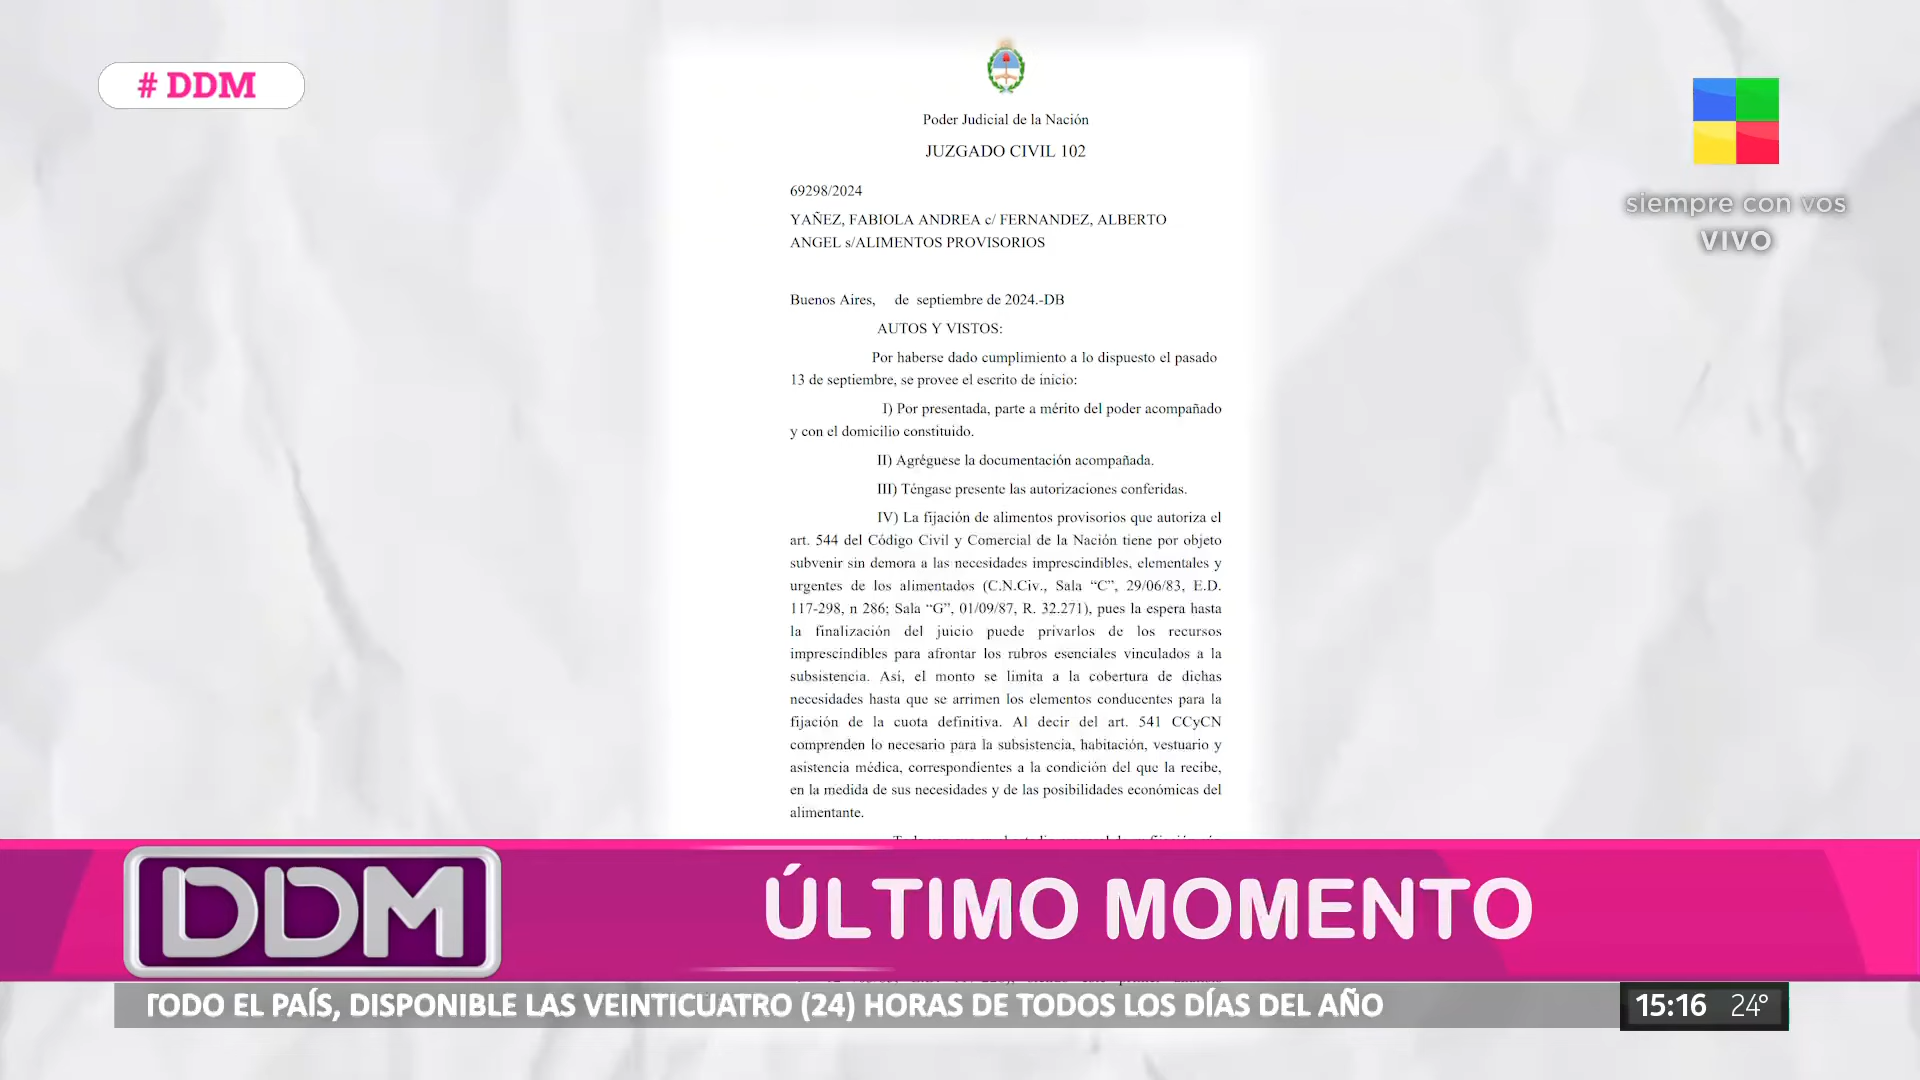 # DDM
siempre con vos
VIVO
Poder Judicial de la Nación
JUZGADO CIVIL 102
69298/2024
YAÑEZ, FABIOLA ANDREA c/ FERNANDEZ, ALBERTO
ANGEL s/ALIMENTOS PROVISORIOS
Buenos Aires, de septiembre de 2024.-DB
AUTOS Y VISTOS:
Por haberse dado cumplimiento a lo dispuesto el pasado
13 de septiembre, se provee el escrito de inicio:
I) Por presentada, parte a mérito del poder acompañado
y con el domicilio constituido.
II) Agréguese la documentación acompañada.
III) Téngase presente las autorizaciones conferidas.
IV) La fijación de alimentos provisorios que autoriza el
art. 544 del Código Civil y Comercial de la Nación tiene por objeto
subvenir sin demora a las necesidades imprescindibles, elementales y
urgentes de los alimentados (C.N.Civ., Sala “C”, 29/06/83, E.D.
117-298, n 286; Sala “G”, 01/09/87, R. 32.271), pues la espera hasta
la finalización del juicio puede privarlos de los recursos
imprescindibles para afrontar los rubros esenciales vinculados a la
subsistencia. Así, el monto se limita a la cobertura de dichas
necesidades hasta que se arrimen los elementos conducentes para la
fijación de la cuota definitiva. Al decir del art. 541 CCyCN
comprenden lo necesario para la subsistencia, habitación, vestuario y
asistencia médica, correspondientes a la condición del que la recibe,
en la medida de sus necesidades y de las posibilidades económicas del
alimentante.
DDM
ÚLTIMO MOMENTO
TODO EL PAÍS, DISPONIBLE LAS VEINTICUATRO (24) HORAS DE TODOS LOS DÍAS DEL AÑO
15:16 24°